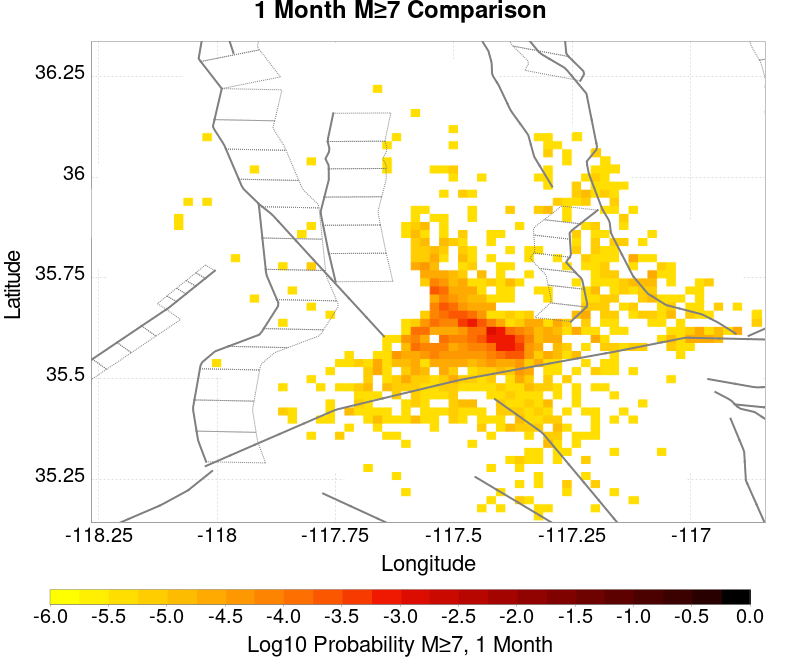 1 Month M≥7 Comparison
36.25
36
35.75
35.5
35.25
Latitude
-118.25 -118 -117.75 -117.5 -117.25 -117
Longitude
-6.0 -5.5 -5.0 -4.5 -4.0 -3.5 -3.0 -2.5 -2.0 -1.5 -1.0 -0.5 0.0
Log10 Probability M≥7, 1 Month